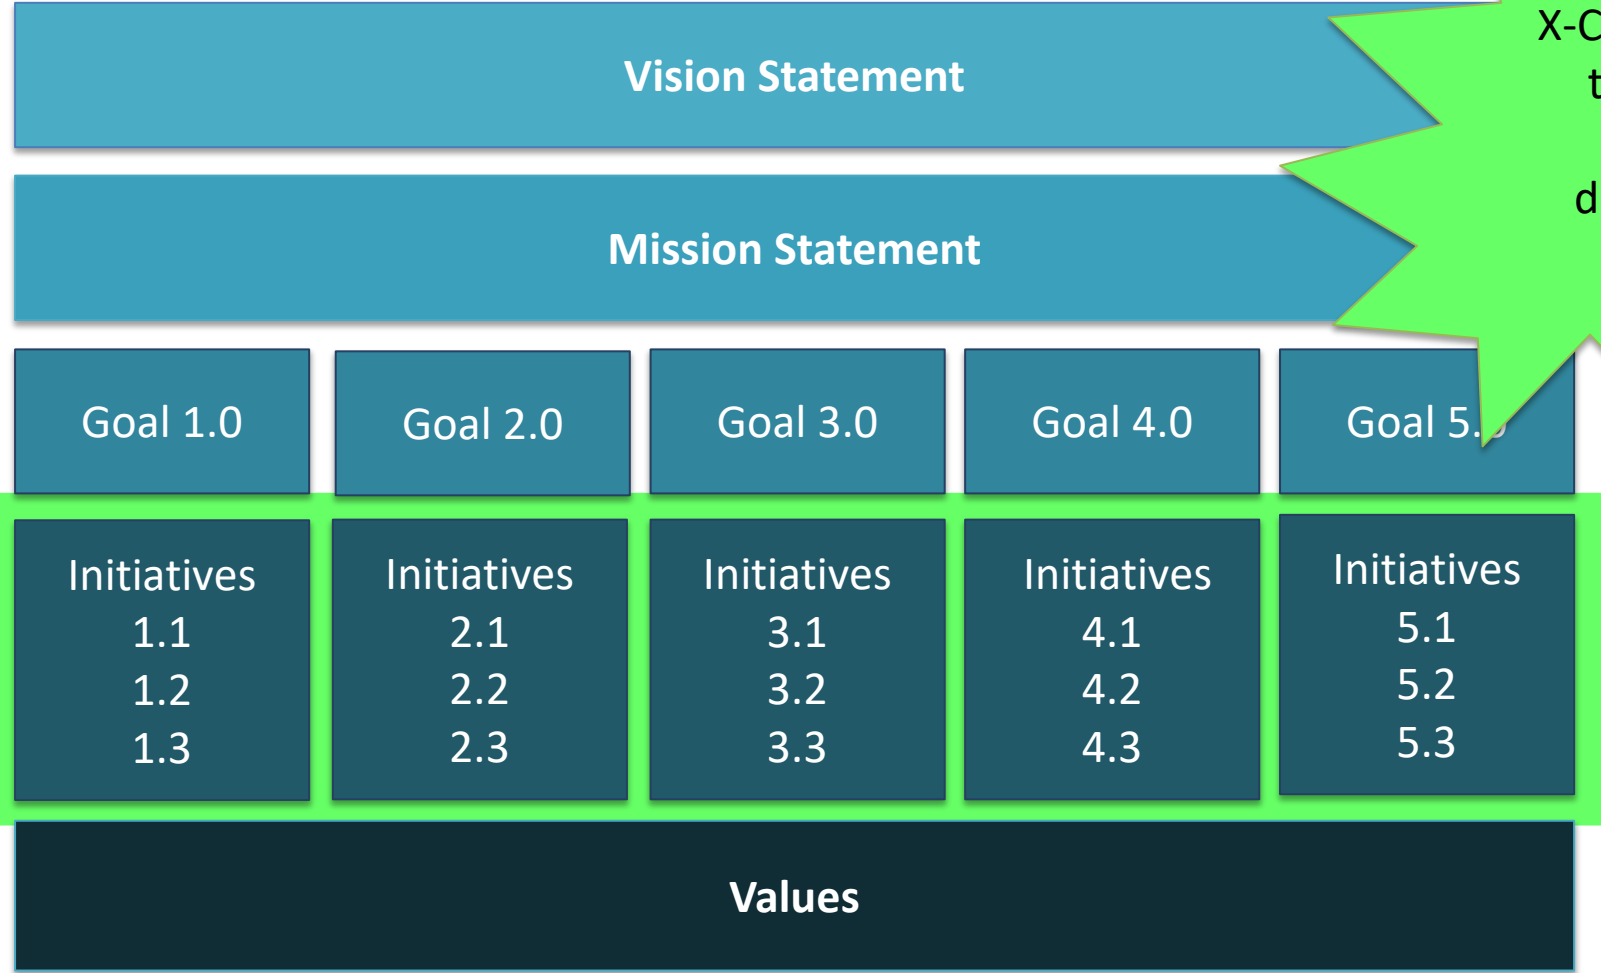 Vision Statement
X-C
t
d
Mission Statement
Goal 1.0
Goal 2.0
Goal 3.0
Goal 4.0
Goal 5.
Initiatives
1.1
1.2
1.3
Initiatives
2.1
2.2
2.3
Initiatives
3.1
3.2
3.3
Initiatives
4.1
4.2
4.3
Initiatives
5.1
5.2
5.3
Values